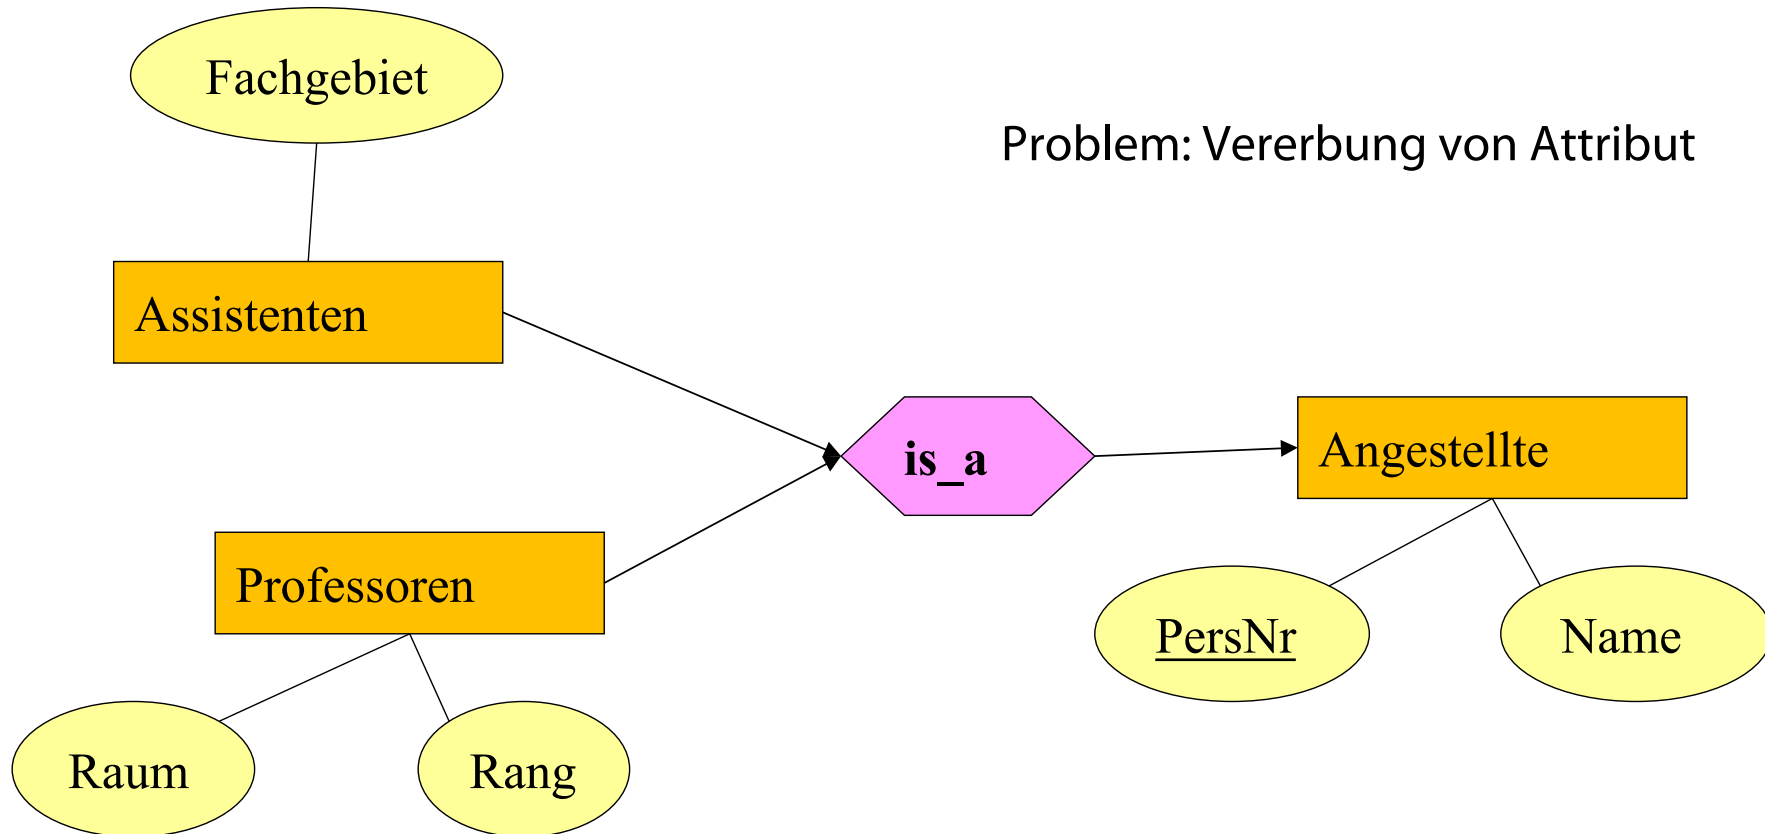 Fachgebiet
Problem: Vererbung von Attribut
Assistenten
is_a
Angestellte
Professoren
PersNr
Name
Raum
Rang